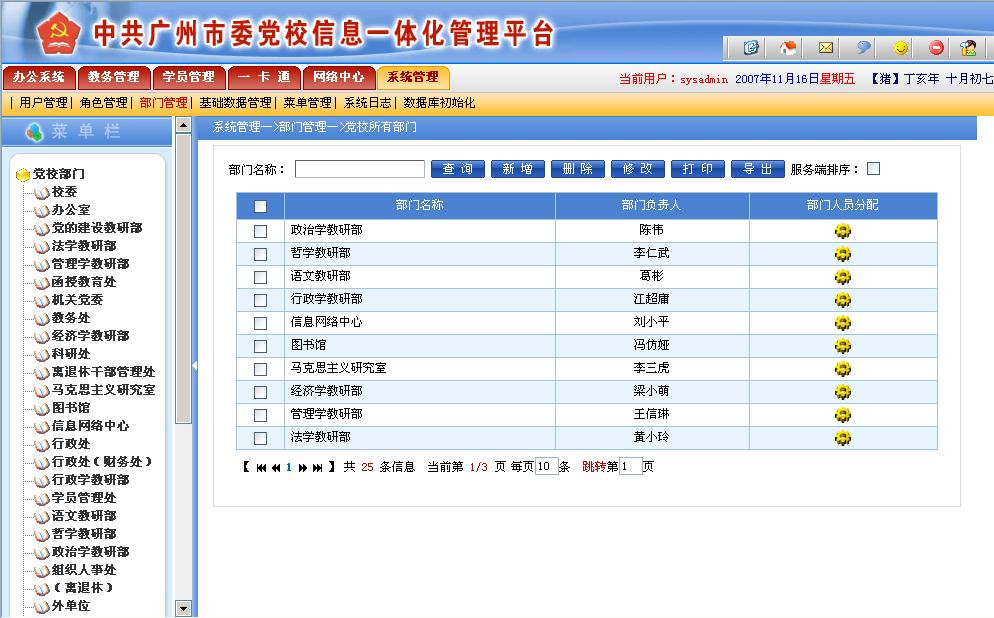 中共广州市委党校信息一体化管理平台
办公系统 教务管理 学员管理 一 卡 通 网络中心 系统管理
当前用户：sysadmin 2007年11月16日星期五 【猪】丁亥年 十月初七
| 用户管理| 角色管理| 部门管理| 基础数据管理| 菜单管理| 系统日志| 数据库初始化
菜 单 栏
党校部门
校委
办公室
党的建设教研部
法学教研部
管理学教研部
函授教育处
机关党委
教务处
经济学教研部
科研处
离退休干部管理处
马克思主义研究室
图书馆
信息网络中心
行政处
行政处（财务处）
行政学教研部
学员管理处
语文教研部
哲学教研部
政治学教研部
组织人事处
（离退休）
外单位
系统管理—>部门管理—>党校所有部门
部门名称： 查 询 新 增 删 除 修 改 打 印 导 出 服务端排序：
部门名称 部门负责人 部门人员分配
政治学教研部 陈伟
哲学教研部 李仁武
语文教研部 葛彬
行政学教研部 江超庸
信息网络中心 刘小平
图书馆 冯仿娅
马克思主义研究室 李三虎
经济学教研部 梁小萌
管理学教研部 王信琳
法学教研部 黄小玲
【 1 】 共 25 条信息 当前第 1/3 页 每页10条 跳转第1页